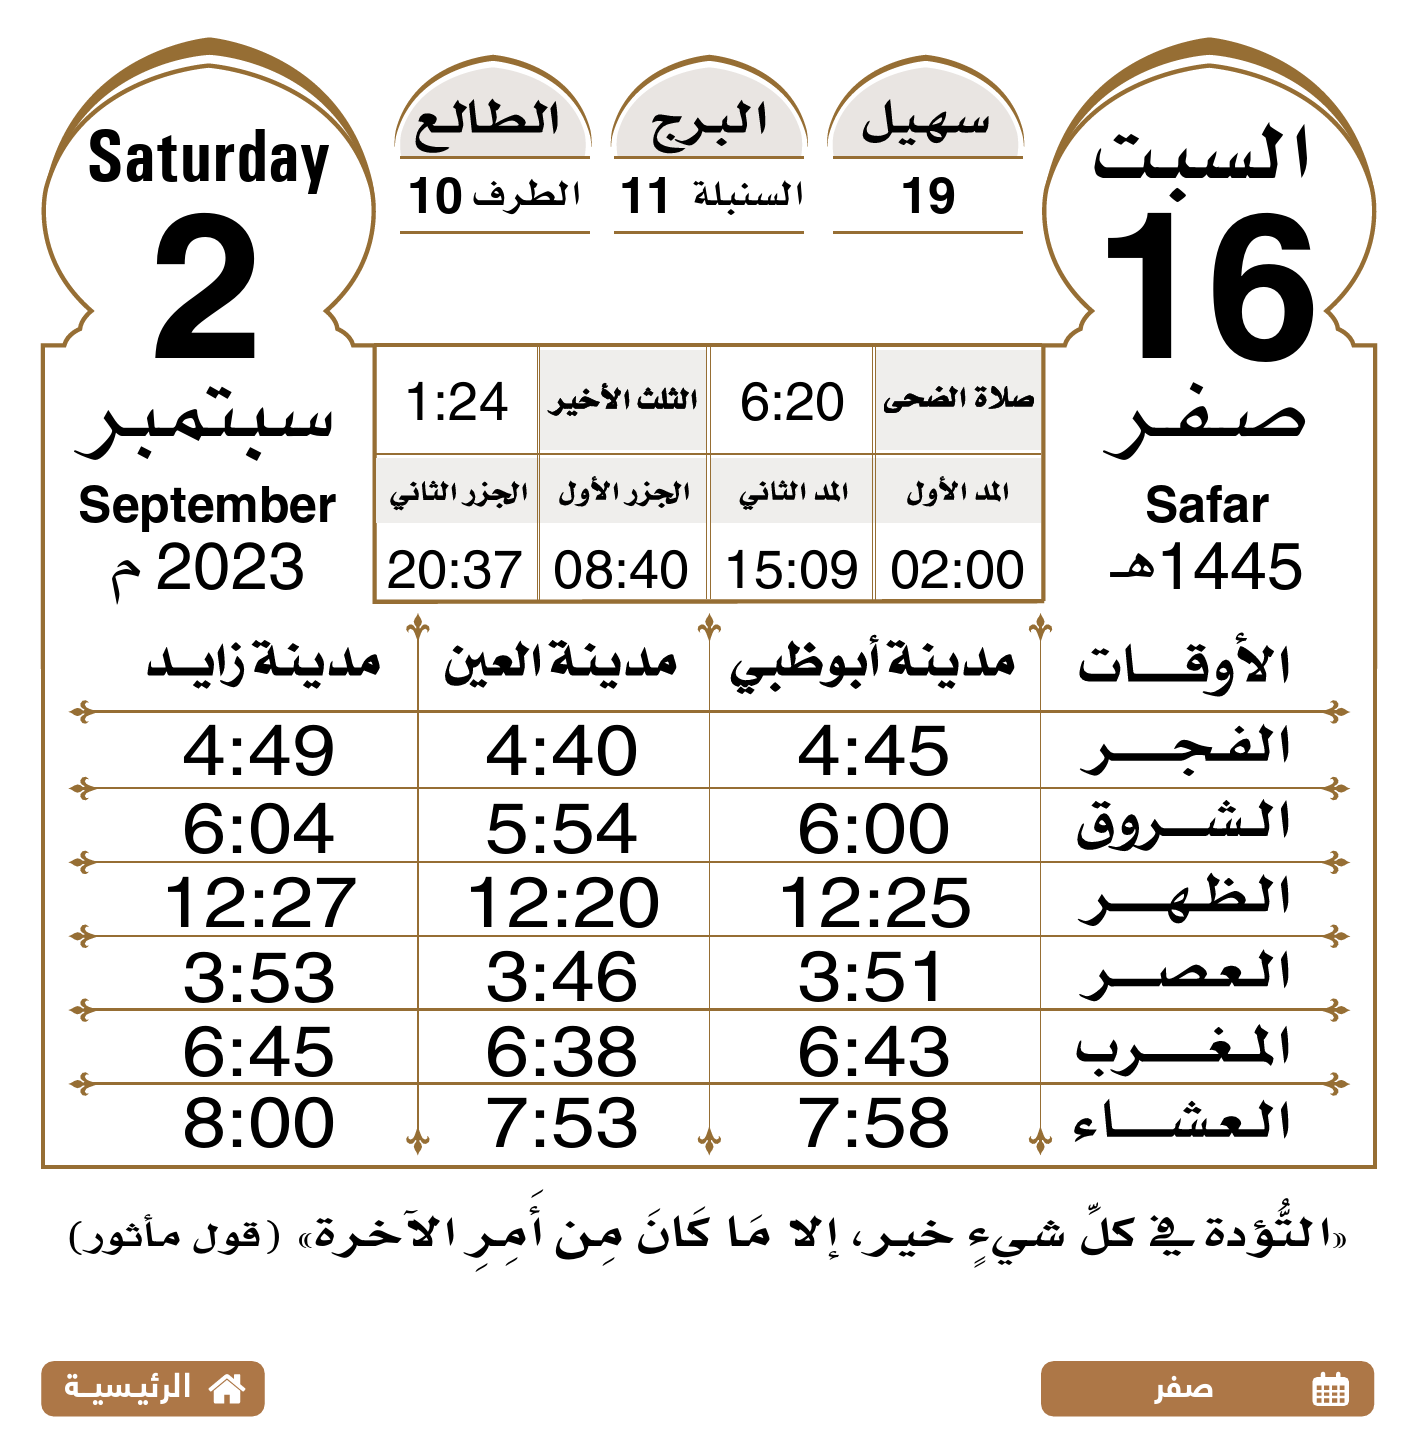 السبت
16
صفر
Safar
1445هـ
سهيل
19
البرج
السنبلة 11
الطالع
الطرف 10
Saturday
2
سبتمبر
September
2023 م
صلاة الضحى 6:20 الثلث الأخير 1:24
المد الأول المد الثاني الجزر الأول الجزر الثاني
02:00 15:09 08:40 20:37
الأوقات مدينة أبوظبي مدينة العين مدينة زايد
الفجر 4:45 4:40 4:49
الشروق 6:00 5:54 6:04
الظهر 12:25 12:20 12:27
العصر 3:51 3:46 3:53
المغرب 6:43 6:38 6:45
العشاء 7:58 7:53 8:00
«التُّؤدة في كلِّ شيءٍ خير، إلا مَا كَانَ مِن أَمِرِ الآخرة» (قول مأثور)
صفر
الرئيسية